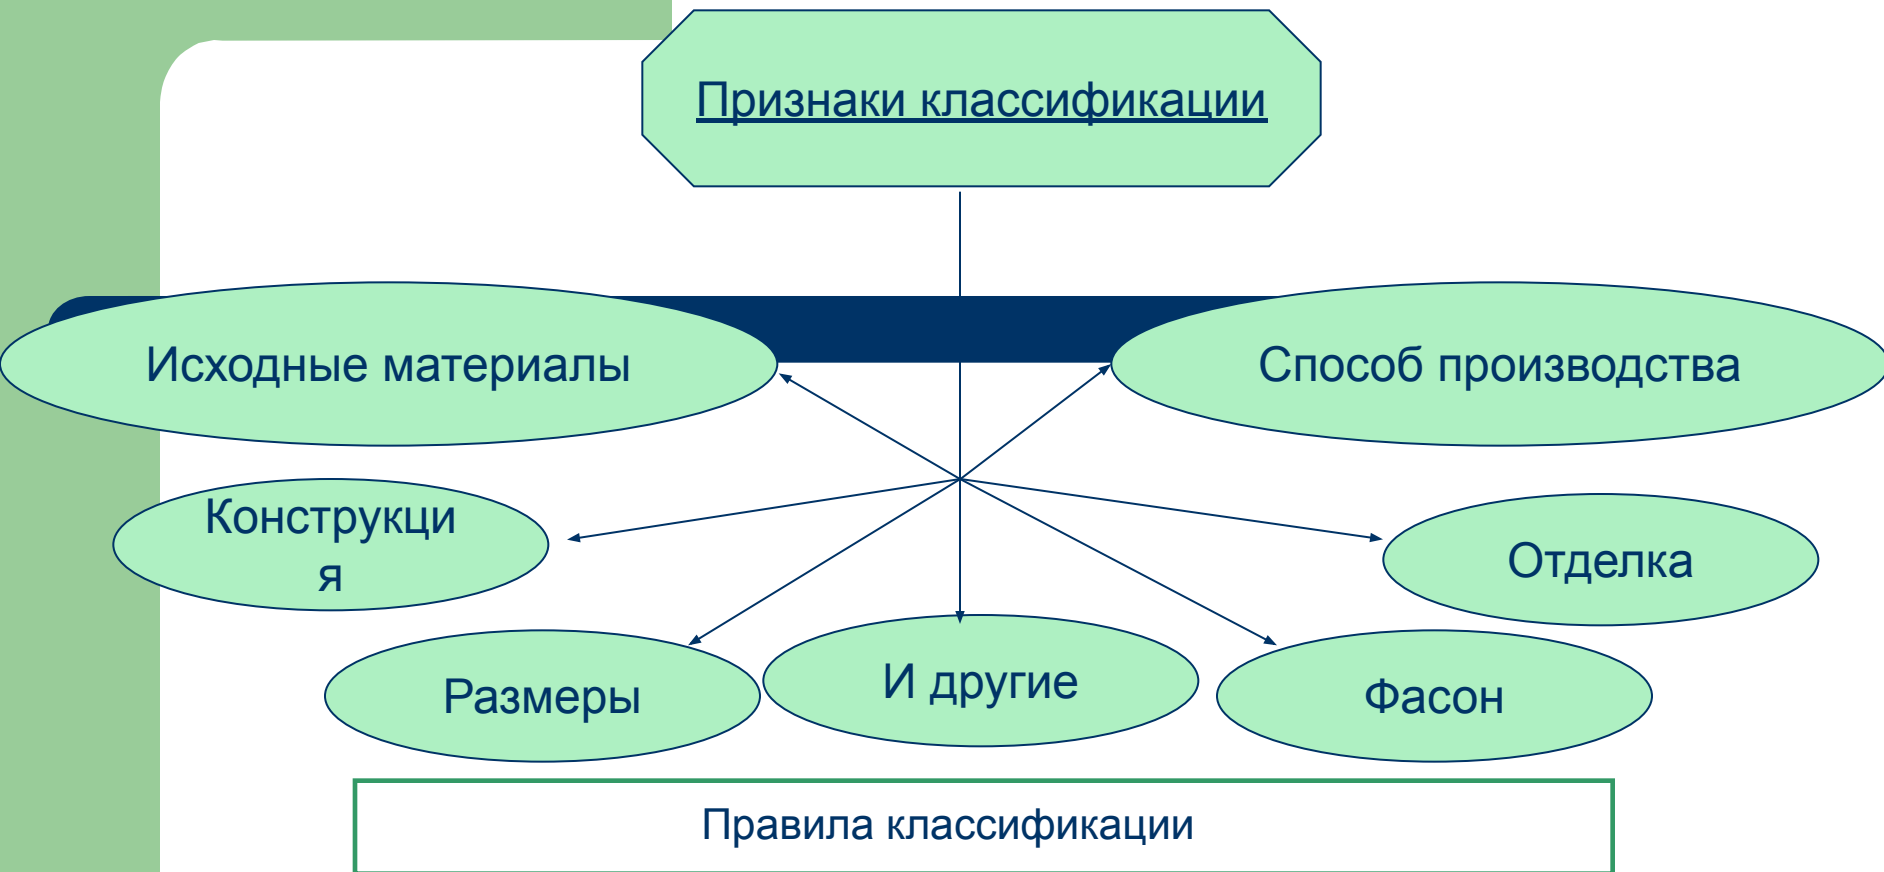 Признаки классификации
Исходные материалы
Способ производства
Конструкци
я
Отделка
Размеры
И другие
Фасон
Правила классификации